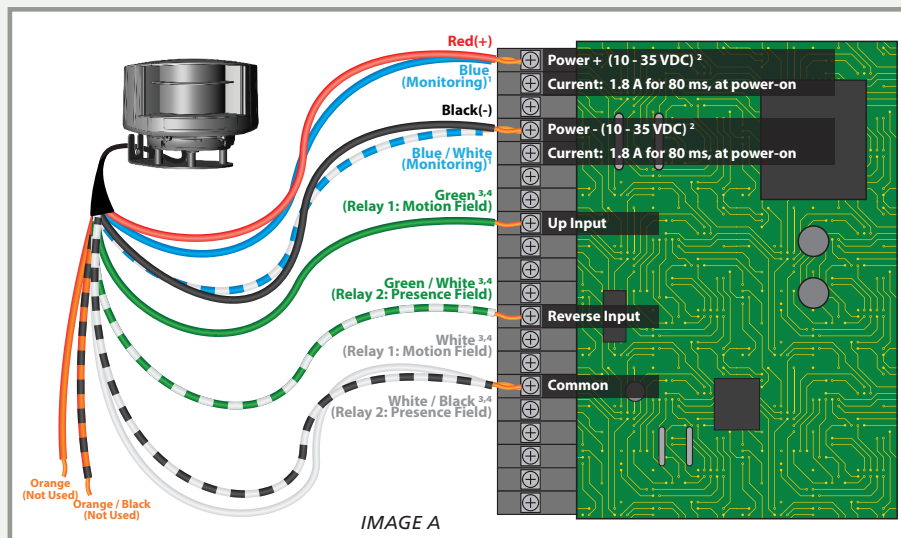 Red(+)
Blue
(Monitoring)¹
Black(-)
Blue / White
(Monitoring)¹
Green ³,⁴
(Relay 1: Motion Field)
Green / White ³,⁴
(Relay 2: Presence Field)
White ³,⁴
(Relay 1: Motion Field)
White / Black ³,⁴
(Relay 2: Presence Field)
Power + (10 - 35 VDC) ²
Current: 1.8 A for 80 ms, at power-on
Power - (10 - 35 VDC) ²
Current: 1.8 A for 80 ms, at power-on
Up Input
Reverse Input
Common
Orange
(Not Used)
Orange / Black
(Not Used)
IMAGE A